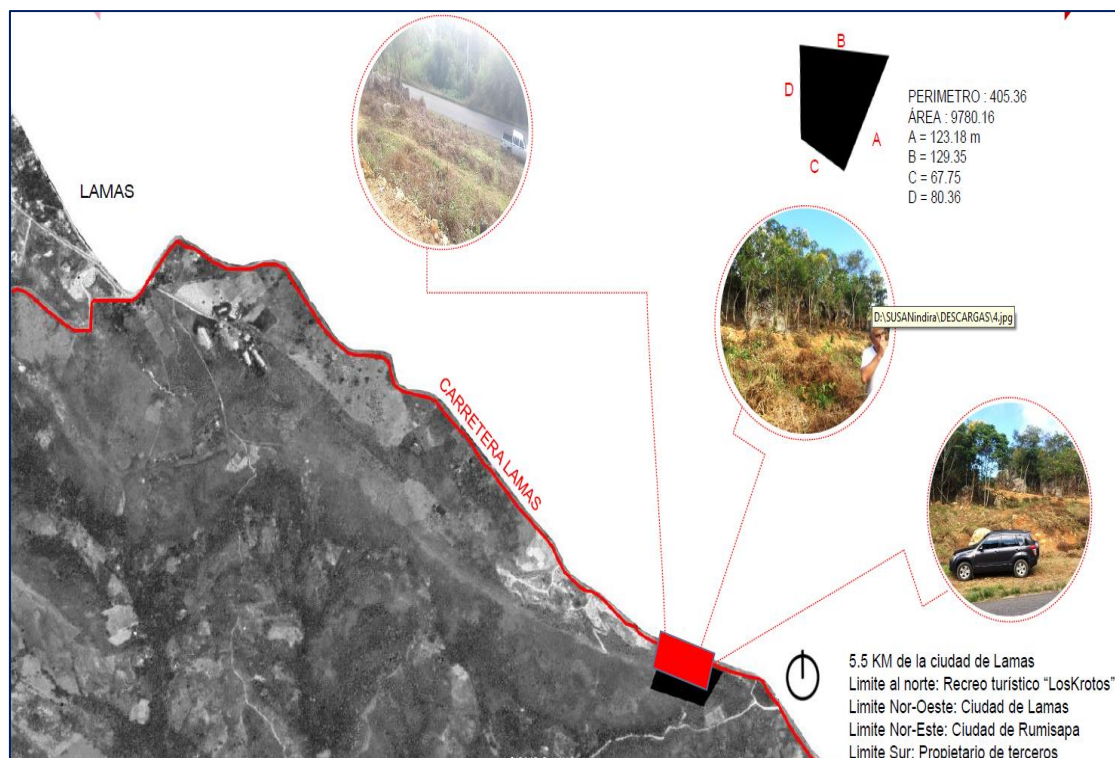 B
D
A
C
PERIMETRO : 405.36
ÁREA : 9780.16
A = 123.18 m
B = 129.35
C = 67.75
D = 80.36
LAMAS
D:\SUSANindira\DESCARGAS\4.jpg
CARRETERA LAMAS
5.5 KM de la ciudad de Lamas
Limite al norte: Recreo turístico “LosKrotos”
Limite Nor-Oeste: Ciudad de Lamas
Limite Nor-Este: Ciudad de Rumisapa
Limite Sur: Propietario de terceros